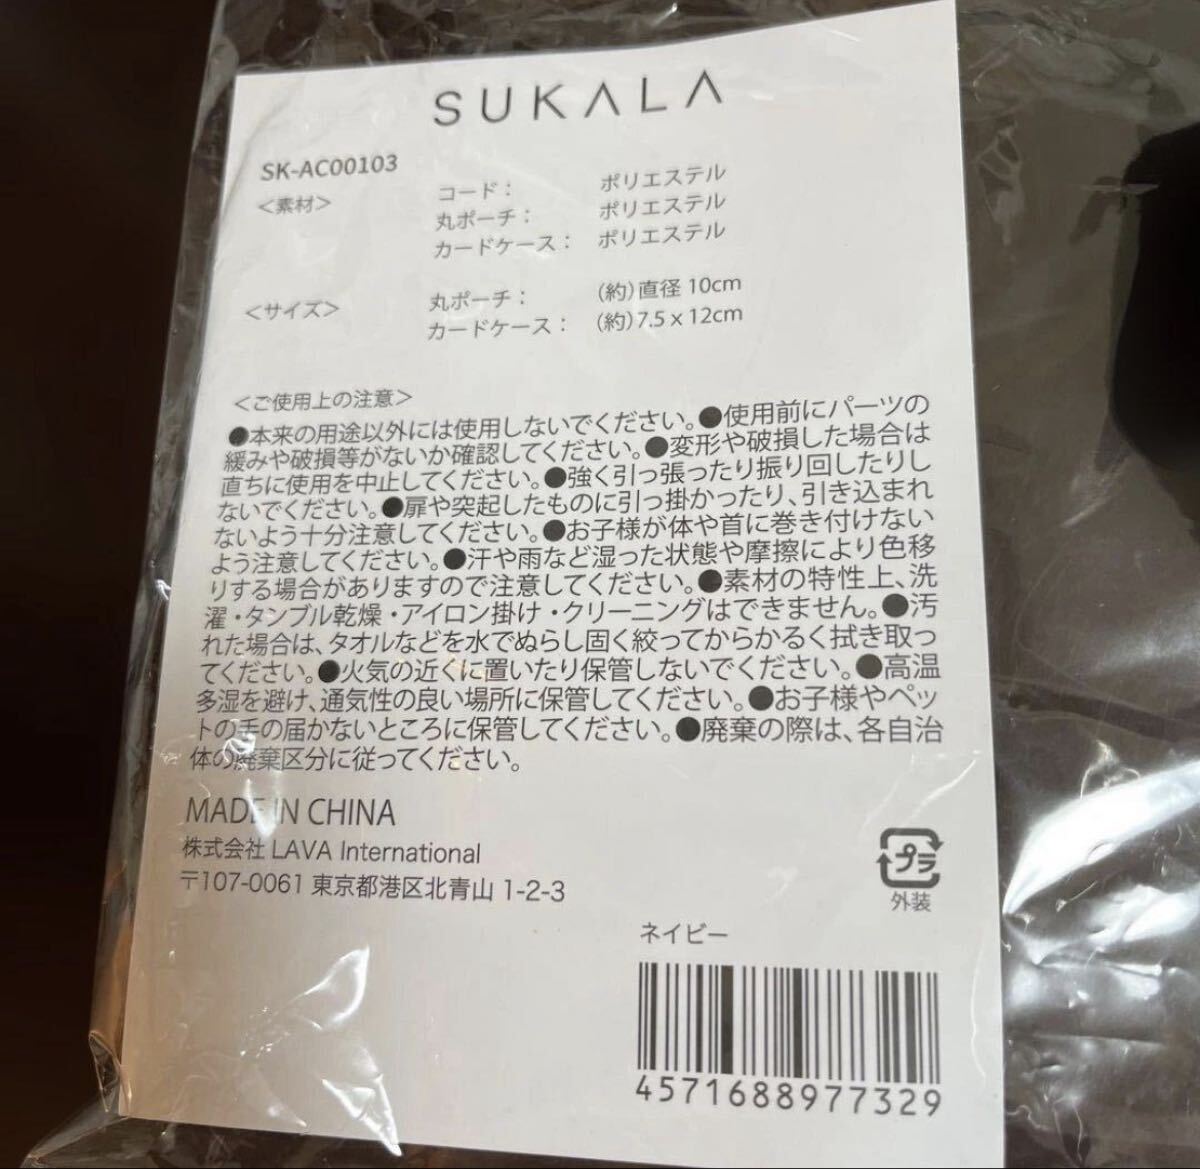 SUKALA
SK-AC00103
＜素材＞
コード： ポリエステル
丸ポーチ： ポリエステル
カードケース： ポリエステル
＜サイズ＞
丸ポーチ： (約)直径 10cm
カードケース： (約)7.5 x 12cm
＜ご使用上の注意＞
●本来の用途以外には使用しないでください。●使用前にパーツの
緩みや破損等がないか確認してください。●変形や破損した場合は
直ちに使用を中止してください。●強く引っ張ったり振り回したりし
ないでください。●扉や突起したものに引っ掛かったり、引き込まれ
ないよう十分注意してください。●お子様が体や首に巻き付けない
よう注意してください。●汗や雨など湿った状態や摩擦により色移
りする場合がありますので注意してください。●素材の特性上、洗
濯・タンブル乾燥・アイロン掛け・クリーニングはできません。●汚
れた場合は、タオルなどを水でぬらし固く絞ってからかるく拭き取っ
てください。●火気の近くに置いたり保管しないでください。●高温
多湿を避け、通気性の良い場所に保管してください。●お子様やペッ
トの手の届かないところに保管してください。●廃棄の際は、各自治
体の廃棄区分に従ってください。
MADE IN CHINA
株式会社 LAVA International
〒107-0061 東京都港区北青山 1-2-3
プラ
外装
ネイビー
4571688977329